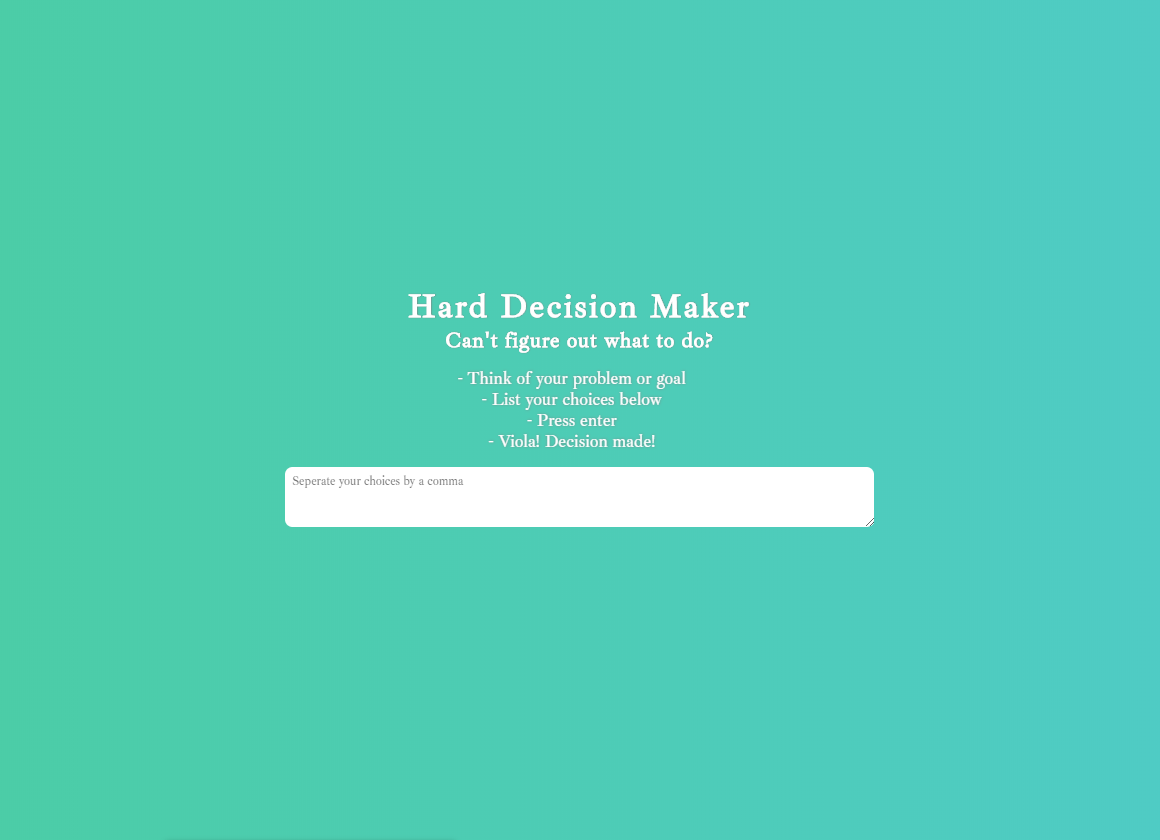 Hard Decision Maker
Can't figure out what to do?
- Think of your problem or goal
- List your choices below
- Press enter
- Viola! Decision made!
Seperate your choices by a comma